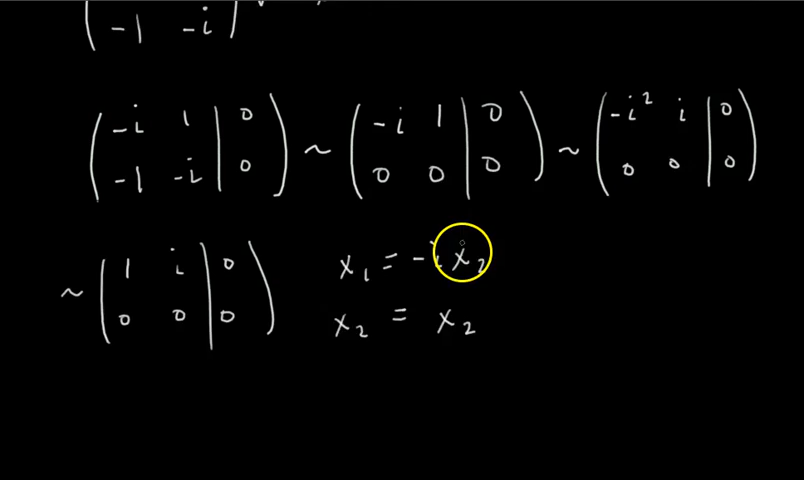 -1 -i
-i 1 | 0 ~ -i 1 | 0 ~ -i² i | 0
-1 -i | 0 0 0 | 0 0 0 | 0
~ 1 i | 0 x₁ = -i x₂
0 0 | 0 x₂ = x₂